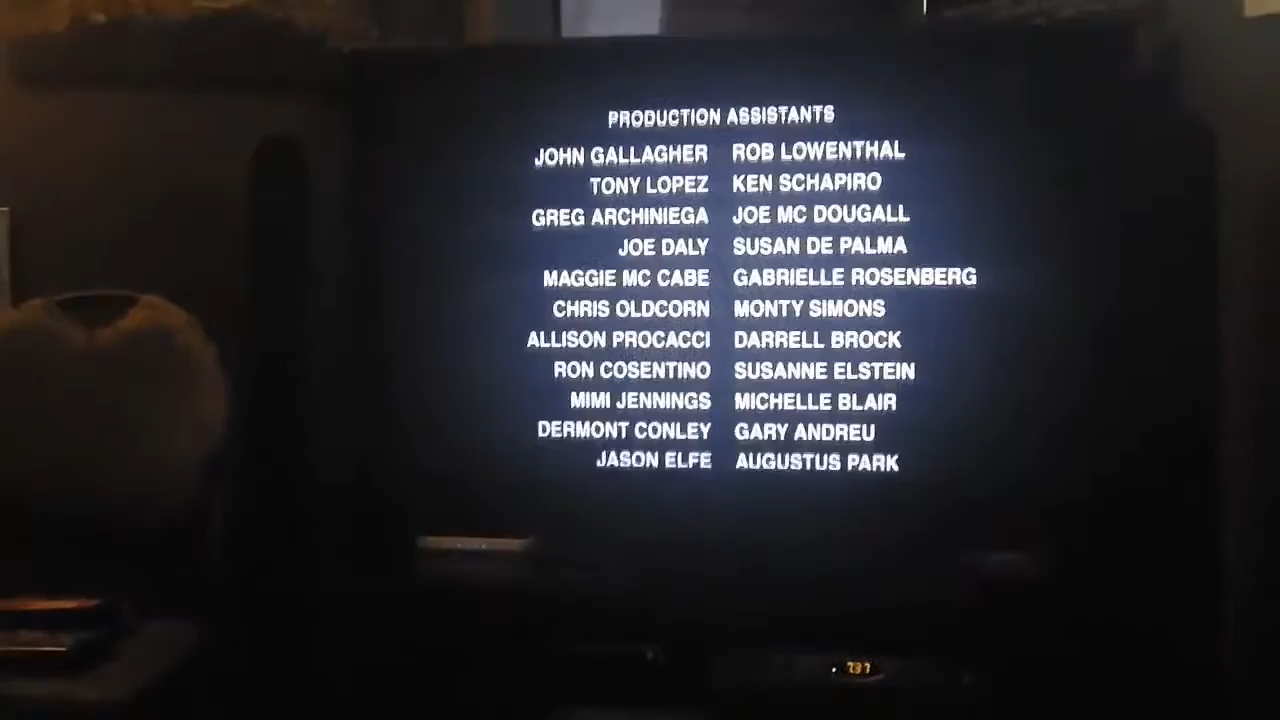 PRODUCTION ASSISTANTS
JOHN GALLAGHER ROB LOWENTHAL
TONY LOPEZ KEN SCHAPIRO
GREG ARCHINIEGA JOE MC DOUGALL
JOE DALY SUSAN DE PALMA
MAGGIE MC CABE GABRIELLE ROSENBERG
CHRIS OLDCORN MONTY SIMONS
ALLISON PROCACCI DARRELL BROCK
RON COSENTINO SUSANNE ELSTEIN
MIMI JENNINGS MICHELLE BLAIR
DERMONT CONLEY GARY ANDREU
JASON ELFE AUGUSTUS PARK